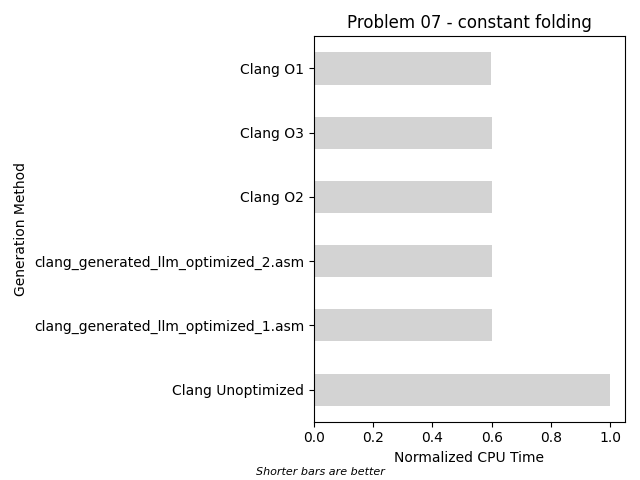 Problem 07 - constant folding
Generation Method
Clang O1
Clang O3
Clang O2
clang_generated_llm_optimized_2.asm
clang_generated_llm_optimized_1.asm
Clang Unoptimized
0.0 0.2 0.4 0.6 0.8 1.0
Normalized CPU Time
Shorter bars are better